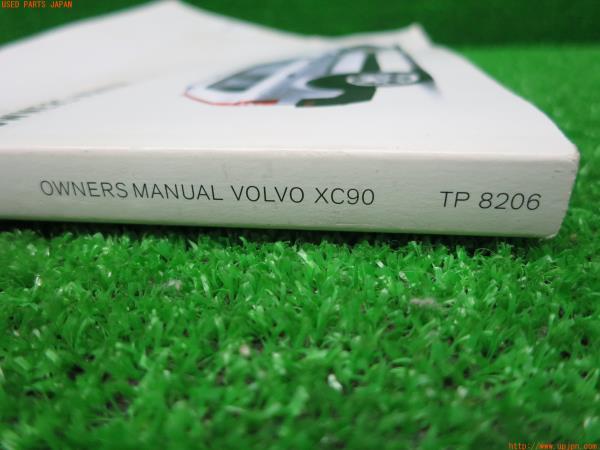 USED PARTS JAPAN
OWNERS MANUAL VOLVO XC90 TP 8206
http://www.upjpn.com